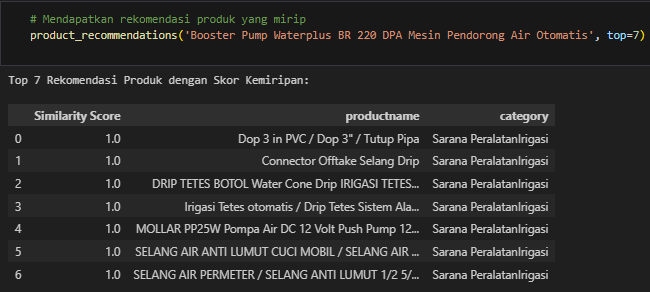 # Mendapatkan rekomendasi produk yang mirip
product_recommendations('Booster Pump Waterplus BR 220 DPA Mesin Pendorong Air Otomatis', top=7)
Top 7 Rekomendasi Produk dengan Skor Kemiripan:
Similarity Score productname category
0 1.0 Dop 3 in PVC / Dop 3" / Tutup Pipa Sarana PeralatanIrigasi
1 1.0 Connector Offtake Selang Drip Sarana PeralatanIrigasi
2 1.0 DRIP TETES BOTOL Water Cone Drip IRIGASI TETES... Sarana PeralatanIrigasi
3 1.0 Irigasi Tetes otomatis / Drip Tetes Sistem Ala... Sarana PeralatanIrigasi
4 1.0 MOLLAR PP25W Pompa Air DC 12 Volt Push Pump 12... Sarana PeralatanIrigasi
5 1.0 SELANG AIR ANTI LUMUT CUCI MOBIL / SELANG AIR ... Sarana PeralatanIrigasi
6 1.0 SELANG AIR PERMETER / SELANG ANTI LUMUT 1/2 5/... Sarana PeralatanIrigasi